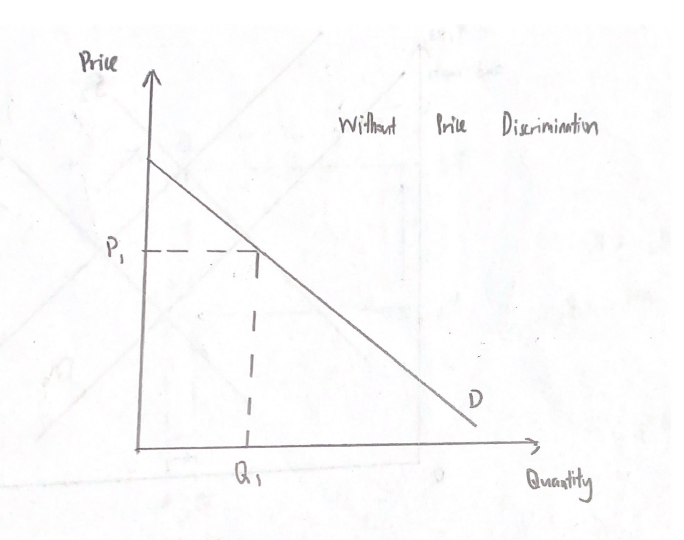 Price
Without Price Discrimination
P₁
D
Q₁
Quantity